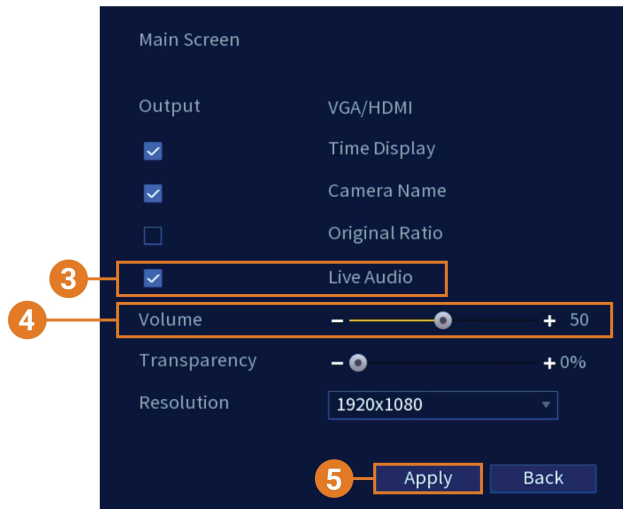 Main Screen
Output VGA/HDMI
Time Display
Camera Name
Original Ratio
3 Live Audio
4 Volume 50
Transparency 0%
Resolution 1920x1080
5 Apply Back